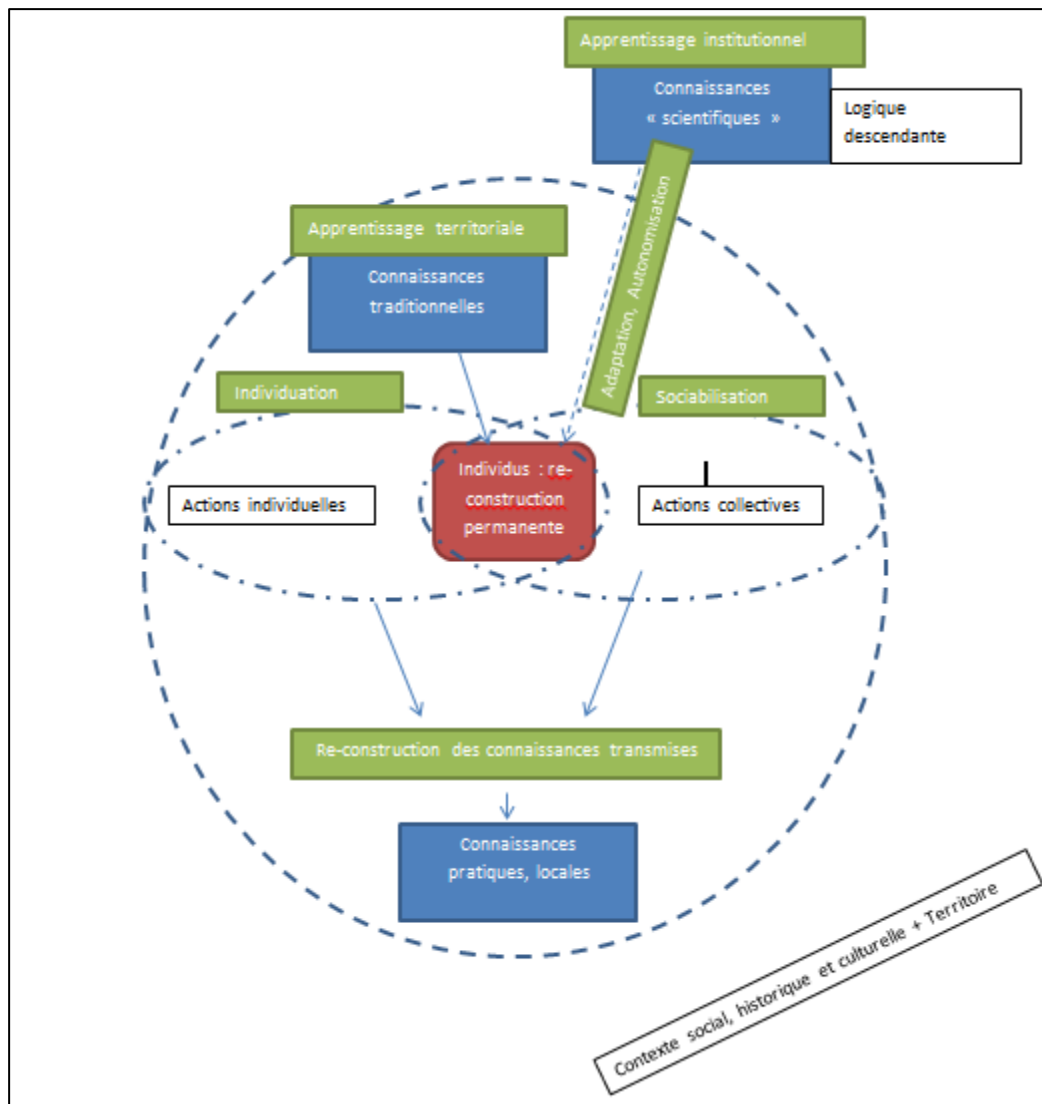 Apprentissage institutionnel
Connaissances
« scientifiques »
Logique
descendante
Adaptation, Autonomisation
Apprentissage territoriale
Connaissances
traditionnelles
Individuation
Sociabilisation
Individus : re-
construction
permanente
Actions individuelles
Actions collectives
Re-construction des connaissances transmises
Connaissances
pratiques, locales
Contexte social, historique et culturelle + Territoire